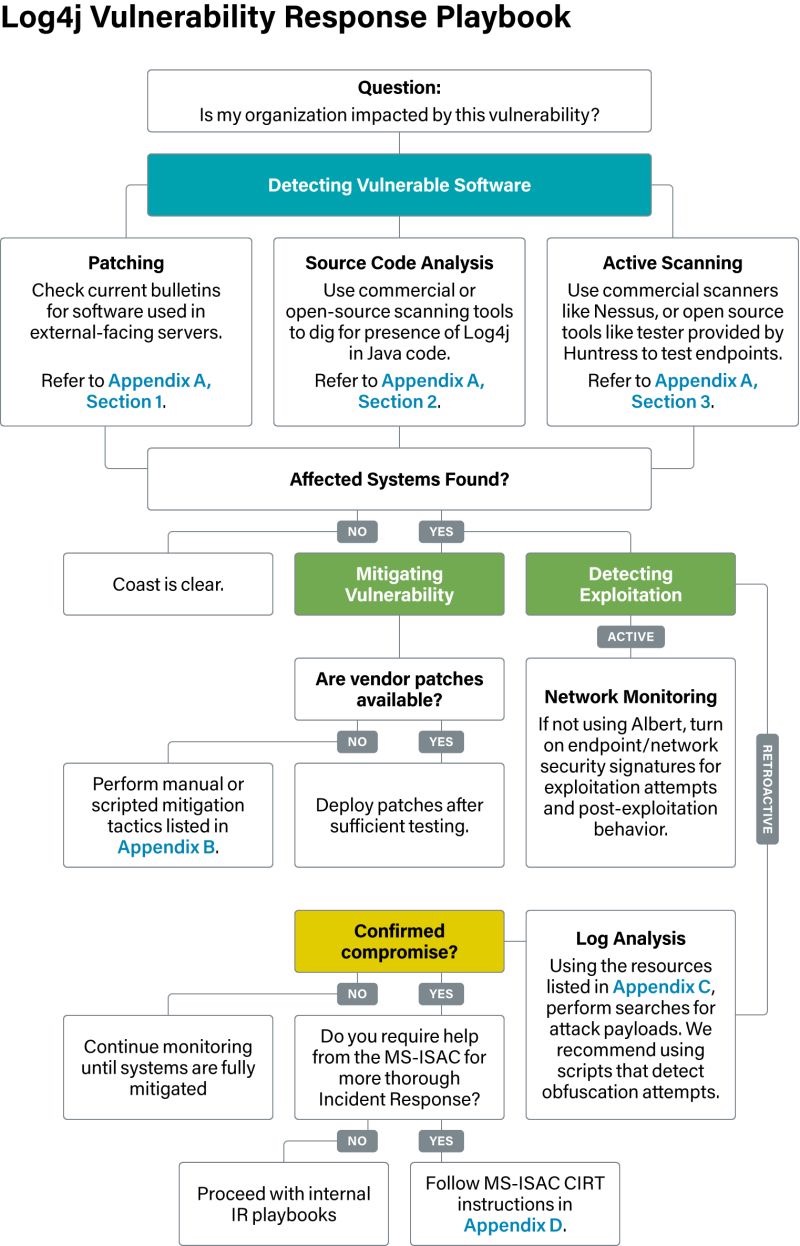 Log4j Vulnerability Response Playbook
Question:
Is my organization impacted by this vulnerability?
Detecting Vulnerable Software
Patching
Check current bulletins
for software used in
external-facing servers.
Refer to Appendix A,
Section 1.
Source Code Analysis
Use commercial or
open-source scanning tools
to dig for presence of Log4j
in Java code.
Refer to Appendix A,
Section 2.
Active Scanning
Use commercial scanners
like Nessus, or open source
tools like tester provided by
Huntress to test endpoints.
Refer to Appendix A,
Section 3.
Affected Systems Found?
NO
YES
Coast is clear.
Mitigating
Vulnerability
Detecting
Exploitation
ACTIVE
Are vendor patches
available?
NO
YES
Perform manual or
scripted mitigation
tactics listed in
Appendix B.
Deploy patches after
sufficient testing.
Network Monitoring
If not using Albert, turn
on endpoint/network
security signatures for
exploitation attempts
and post-exploitation
behavior.
RETROACTIVE
Confirmed
compromise?
Log Analysis
Using the resources
listed in Appendix C,
perform searches for
attack payloads. We
recommend using
scripts that detect
obfuscation attempts.
NO
YES
Continue monitoring
until systems are fully
mitigated
Do you require help
from the MS-ISAC for
more thorough
Incident Response?
NO
YES
Proceed with internal
IR playbooks
Follow MS-ISAC CIRT
instructions in
Appendix D.